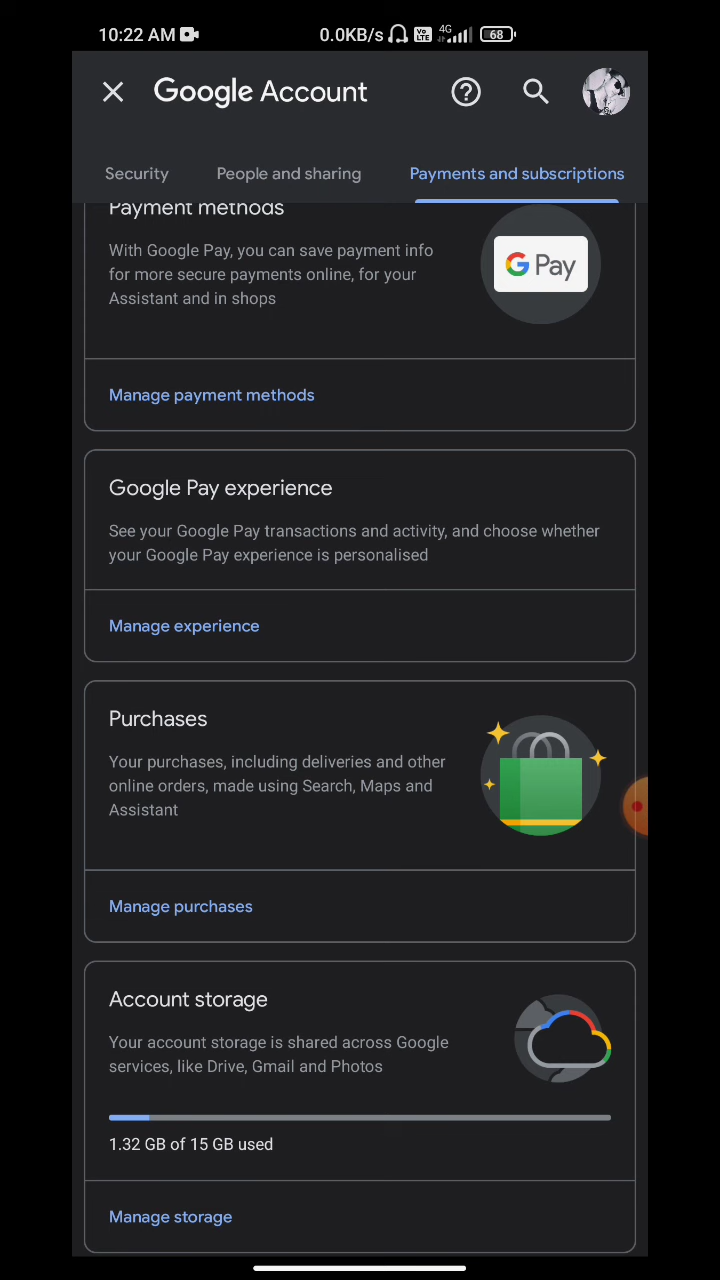 10:22 AM 0.0KB/s Vo LTE 4G 68
Google Account
Security People and sharing Payments and subscriptions
Payment methods
With Google Pay, you can save payment info
for more secure payments online, for your
Assistant and in shops
G Pay
Manage payment methods
Google Pay experience
See your Google Pay transactions and activity, and choose whether
your Google Pay experience is personalised
Manage experience
Purchases
Your purchases, including deliveries and other
online orders, made using Search, Maps and
Assistant
Manage purchases
Account storage
Your account storage is shared across Google
services, like Drive, Gmail and Photos
1.32 GB of 15 GB used
Manage storage